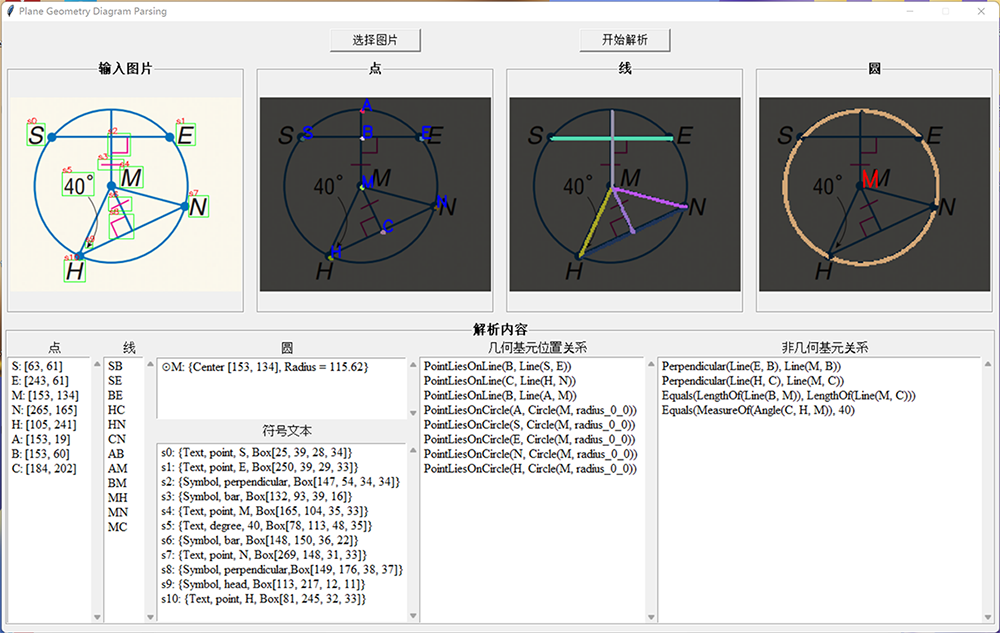 Plane Geometry Diagram Parsing
选择图片
开始解析
输入图片
点
线
圆
s0
S
s1
E
s2
s3
s4
M
s5
40°
s7
N
s8
s9
H
A
S
S
B
E
E
M
M
40°
N
N
C
H
H
S
E
M
40°
N
H
S
E
M
M
40°
N
H
解析内容
点
S: [63, 61]
E: [243, 61]
M: [153, 134]
N: [265, 165]
H: [105, 241]
A: [153, 19]
B: [153, 60]
C: [184, 202]
线
SB
SE
BE
HC
HN
CN
AB
AM
BM
MH
MN
MC
圆
⊙M: {Center [153, 134], Radius = 115.62}
符号文本
s0: {Text, point, S, Box[25, 39, 28, 34]}
s1: {Text, point, E, Box[250, 39, 29, 33]}
s2: {Symbol, perpendicular, Box[147, 54, 34, 34]}
s3: {Symbol, bar, Box[132, 93, 39, 16]}
s4: {Text, point, M, Box[165, 104, 35, 33]}
s5: {Text, degree, 40, Box[78, 113, 48, 35]}
s6: {Symbol, bar, Box[148, 150, 36, 22]}
s7: {Text, point, N, Box[269, 148, 31, 33]}
s8: {Symbol, perpendicular,Box[149, 176, 38, 37]}
s9: {Symbol, head, Box[113, 217, 12, 11]}
s10: {Text, point, H, Box[81, 245, 32, 33]}
几何基元位置关系
PointLiesOnLine(B, Line(S, E))
PointLiesOnLine(C, Line(H, N))
PointLiesOnLine(B, Line(A, M))
PointLiesOnCircle(A, Circle(M, radius_0_0))
PointLiesOnCircle(S, Circle(M, radius_0_0))
PointLiesOnCircle(E, Circle(M, radius_0_0))
PointLiesOnCircle(N, Circle(M, radius_0_0))
PointLiesOnCircle(H, Circle(M, radius_0_0))
非几何基元关系
Perpendicular(Line(E, B), Line(M, B))
Perpendicular(Line(H, C), Line(M, C))
Equals(LengthOf(Line(B, M)), LengthOf(Line(M, C)))
Equals(MeasureOf(Angle(C, H, M)), 40)